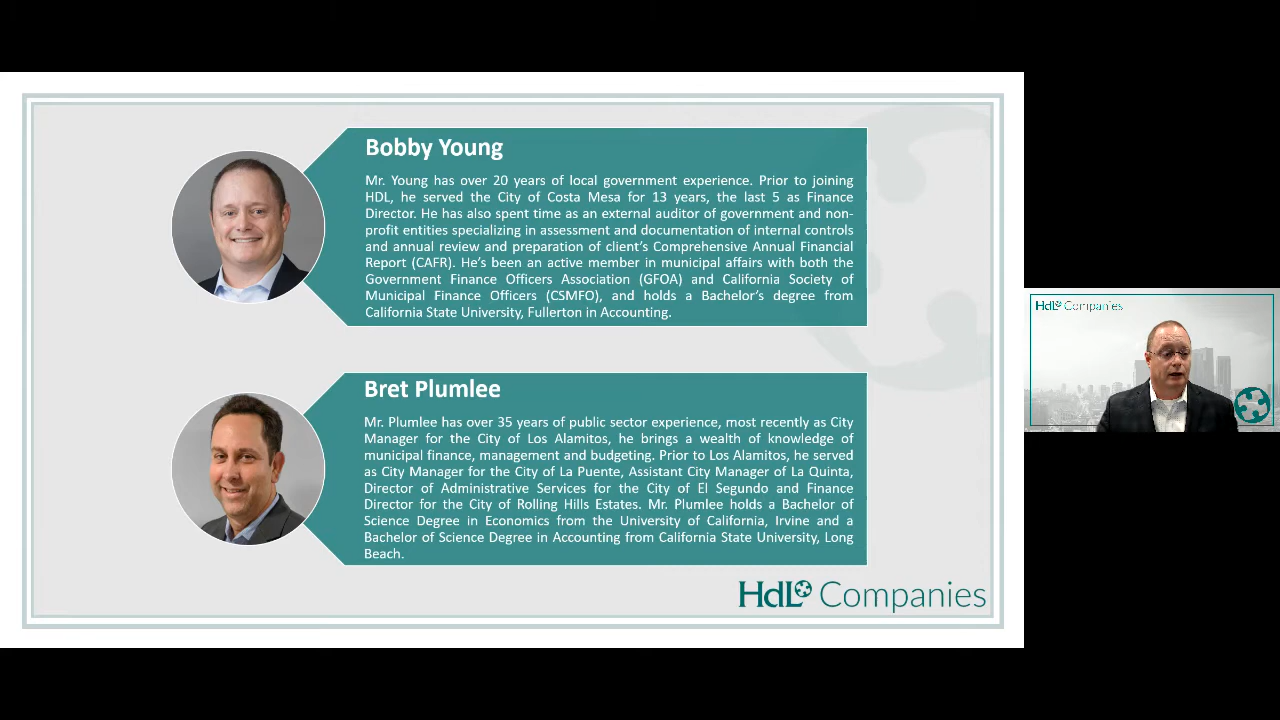 Bobby Young
Mr. Young has over 20 years of local government experience. Prior to joining
HDL, he served the City of Costa Mesa for 13 years, the last 5 as Finance
Director. He has also spent time as an external auditor of government and non-
profit entities specializing in assessment and documentation of internal controls
and annual review and preparation of client's Comprehensive Annual Financial
Report (CAFR). He's been an active member in municipal affairs with both the
Government Finance Officers Association (GFOA) and California Society of
Municipal Finance Officers (CSMFO), and holds a Bachelor's degree from
California State University, Fullerton in Accounting.
Bret Plumlee
Mr. Plumlee has over 35 years of public sector experience, most recently as City
Manager for the City of Los Alamitos, he brings a wealth of knowledge of
municipal finance, management and budgeting. Prior to Los Alamitos, he served
as City Manager for the City of La Puente, Assistant City Manager of La Quinta,
Director of Administrative Services for the City of El Segundo and Finance
Director for the City of Rolling Hills Estates. Mr. Plumlee holds a Bachelor of
Science Degree in Economics from the University of California, Irvine and a
Bachelor of Science Degree in Accounting from California State University, Long
Beach.
HdL Companies
HdL Companies